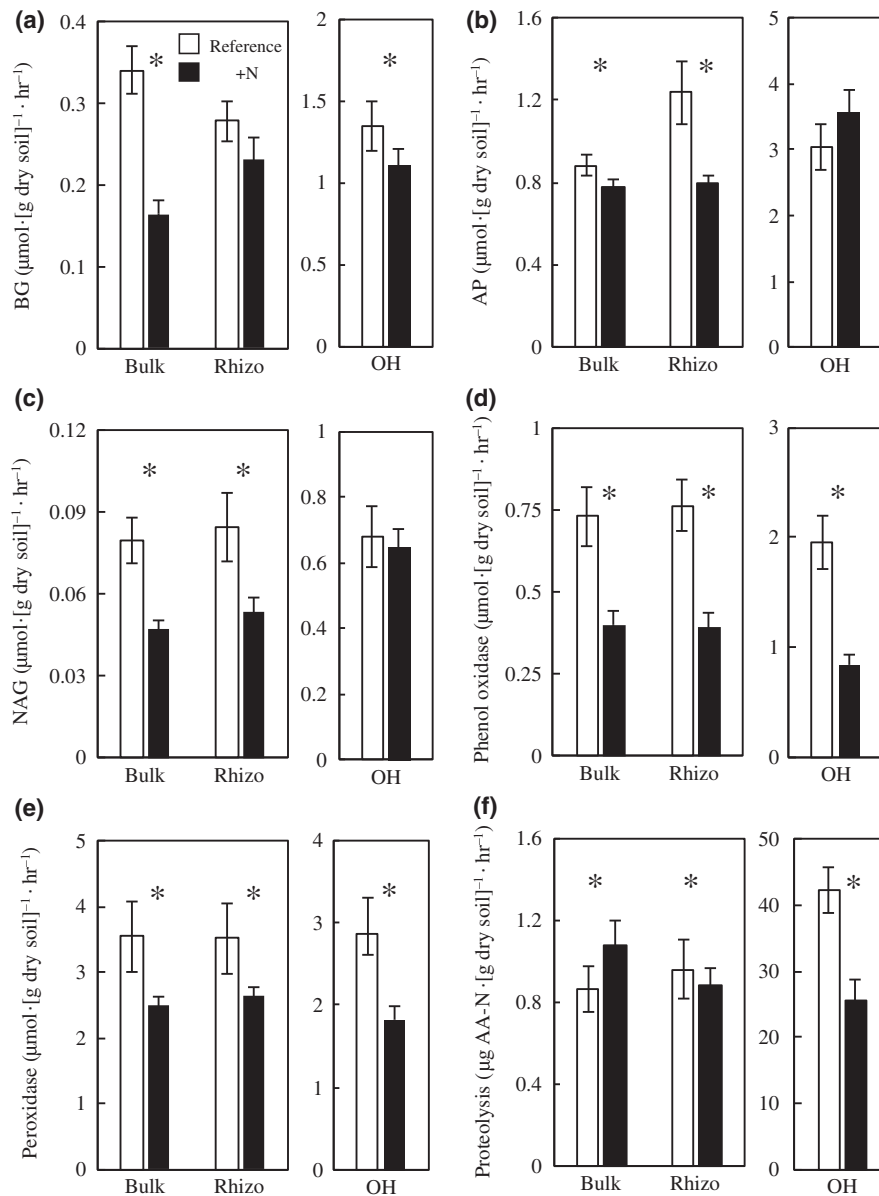 (a)
BG (µmol·[g dry soil]⁻¹·hr⁻¹)
0.4
0.3
0.2
0.1
0
Reference
+N
*
Bulk Rhizo
2
1.5
1
0.5
0
*
OH
(b)
AP (µmol·[g dry soil]⁻¹·hr⁻¹)
1.6
1.2
0.8
0.4
0
* *
Bulk Rhizo
5
4
3
2
1
0
OH
(c)
NAG (µmol·[g dry soil]⁻¹·hr⁻¹)
0.12
0.09
0.06
0.03
0
* *
Bulk Rhizo
1
0.8
0.6
0.4
0.2
0
OH
(d)
Phenol oxidase (µmol·[g dry soil]⁻¹·hr⁻¹)
1
0.75
0.5
0.25
0
* *
Bulk Rhizo
3
2
1
0
*
OH
(e)
Peroxidase (µmol·[g dry soil]⁻¹·hr⁻¹)
5
4
3
2
1
0
* *
Bulk Rhizo
4
3
2
1
0
*
OH
(f)
Proteolysis (µg AA-N·[g dry soil]⁻¹·hr⁻¹)
1.6
1.2
0.8
0.4
0
* *
Bulk Rhizo
50
40
30
20
10
0
*
OH